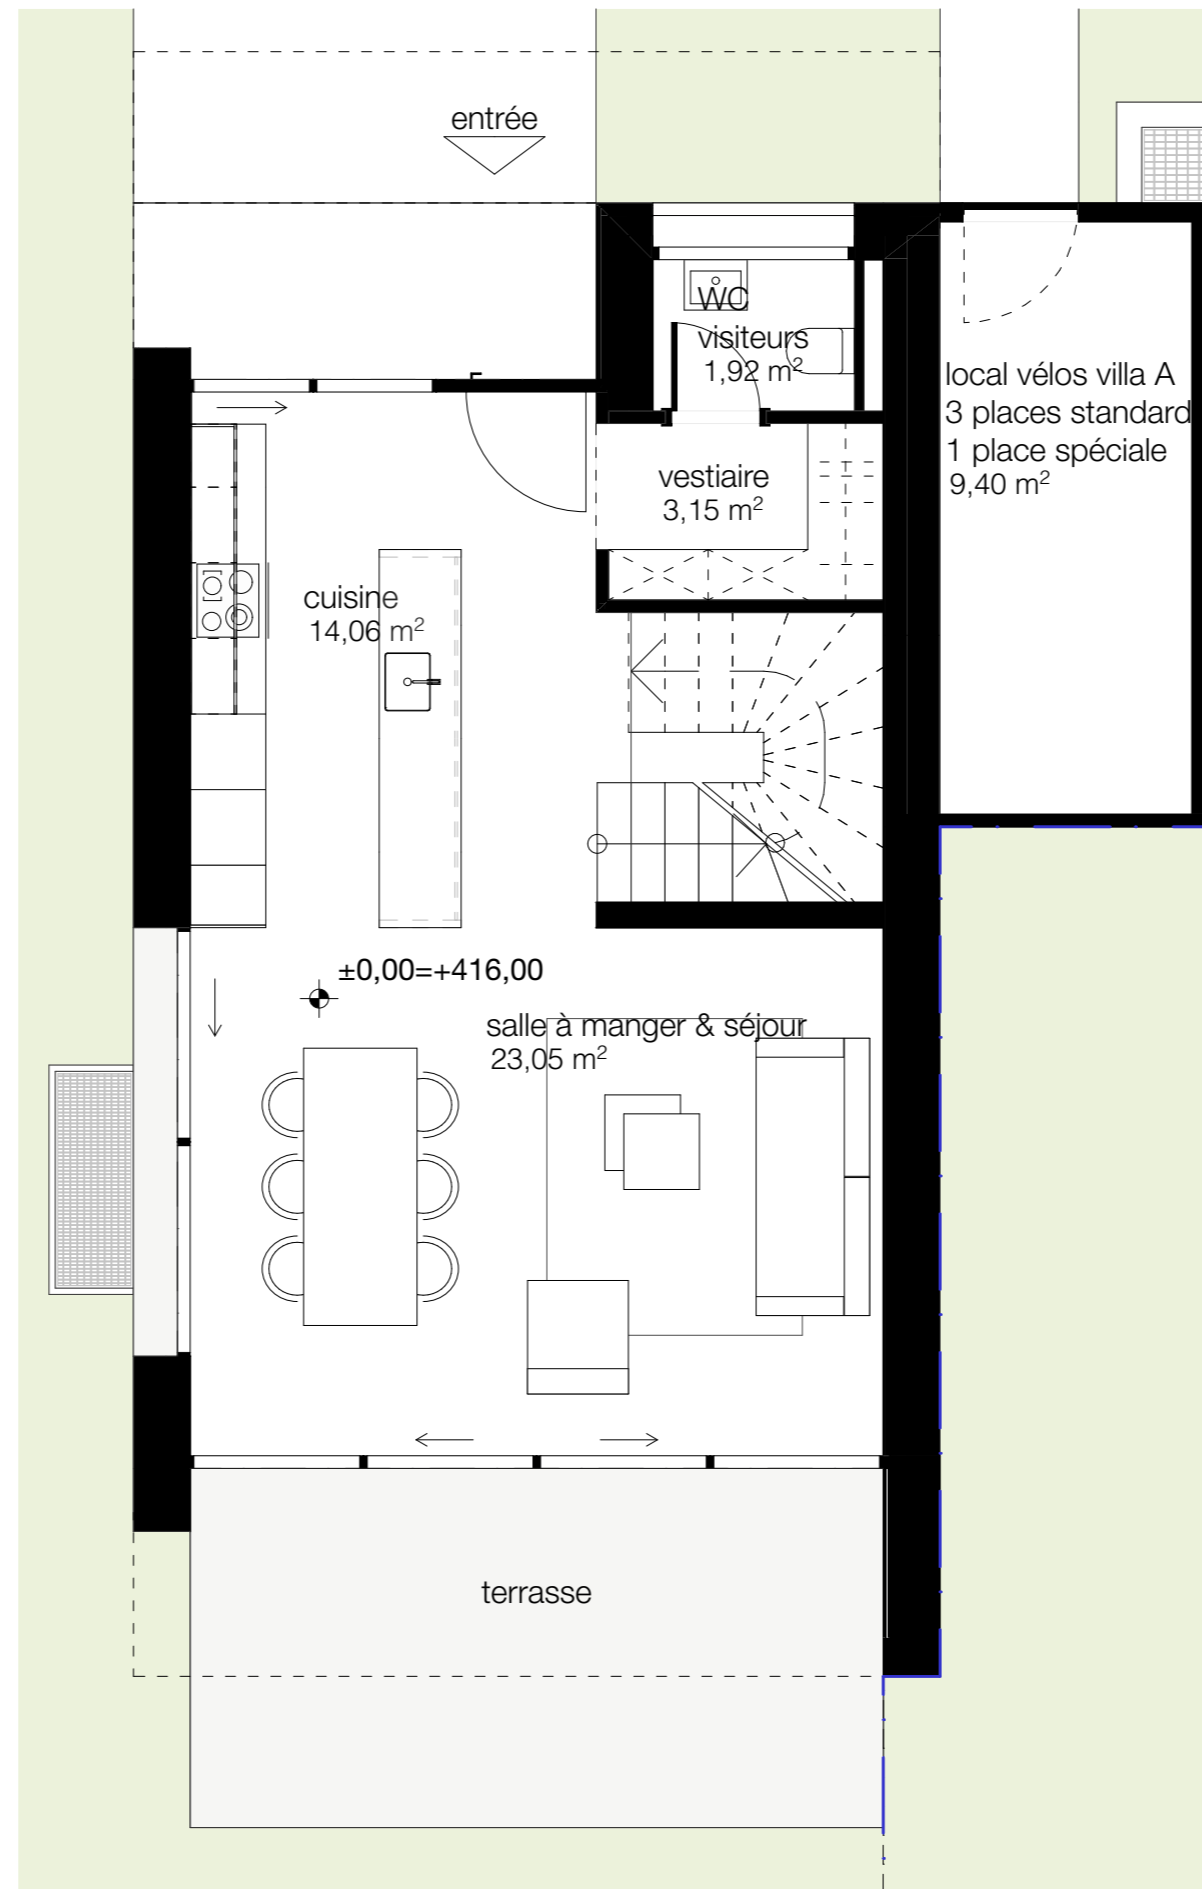 entrée
WC
visiteurs
1,92 m²
local vélos villa A
3 places standard
1 place spéciale
9,40 m²
vestiaire
3,15 m²
cuisine
14,06 m²
±0,00=+416,00
salle à manger & séjour
23,05 m²
terrasse